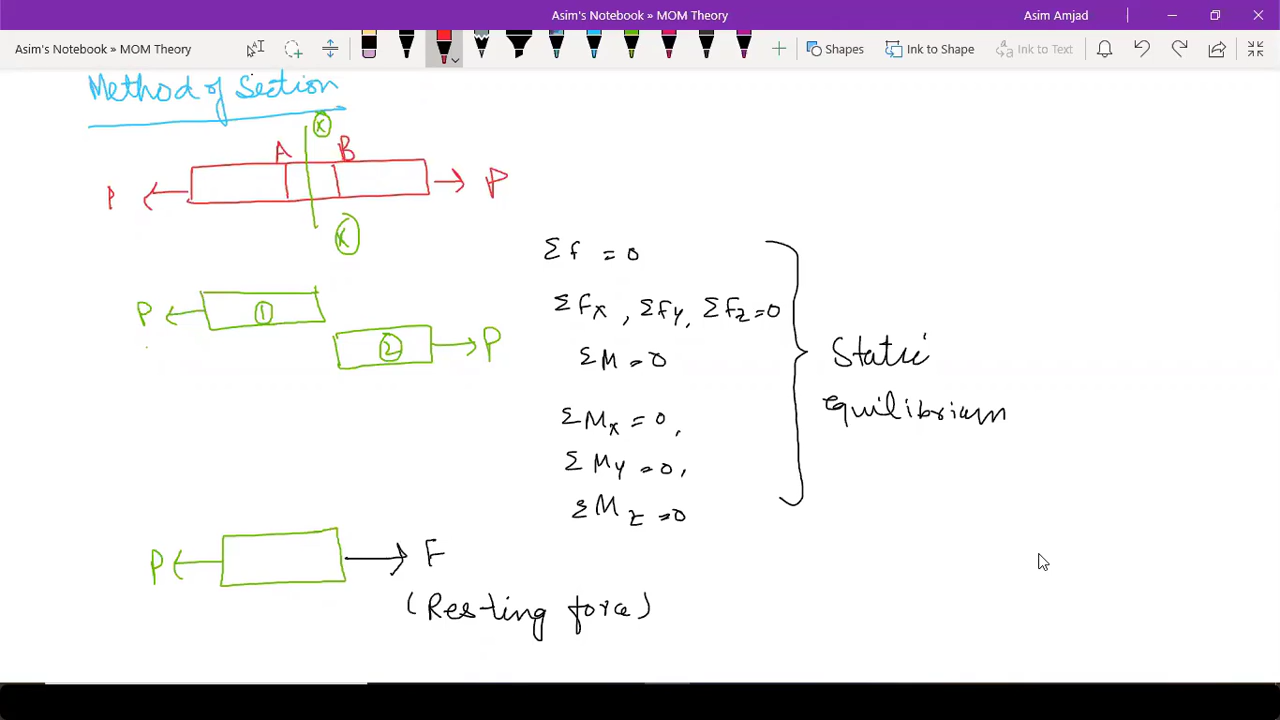 Asim's Notebook » MOM Theory
Asim Amjad
Asim's Notebook » MOM Theory
Shapes
Ink to Shape
Ink to Text
Method of Section
X
A B
P P
X
Σf = 0
Σfx , Σfy, Σfz=0
P 1
2 P
ΣM = 0
Static
equilibrium
ΣMx = 0,
ΣMy = 0,
ΣMz = 0
P F
(Resting force)